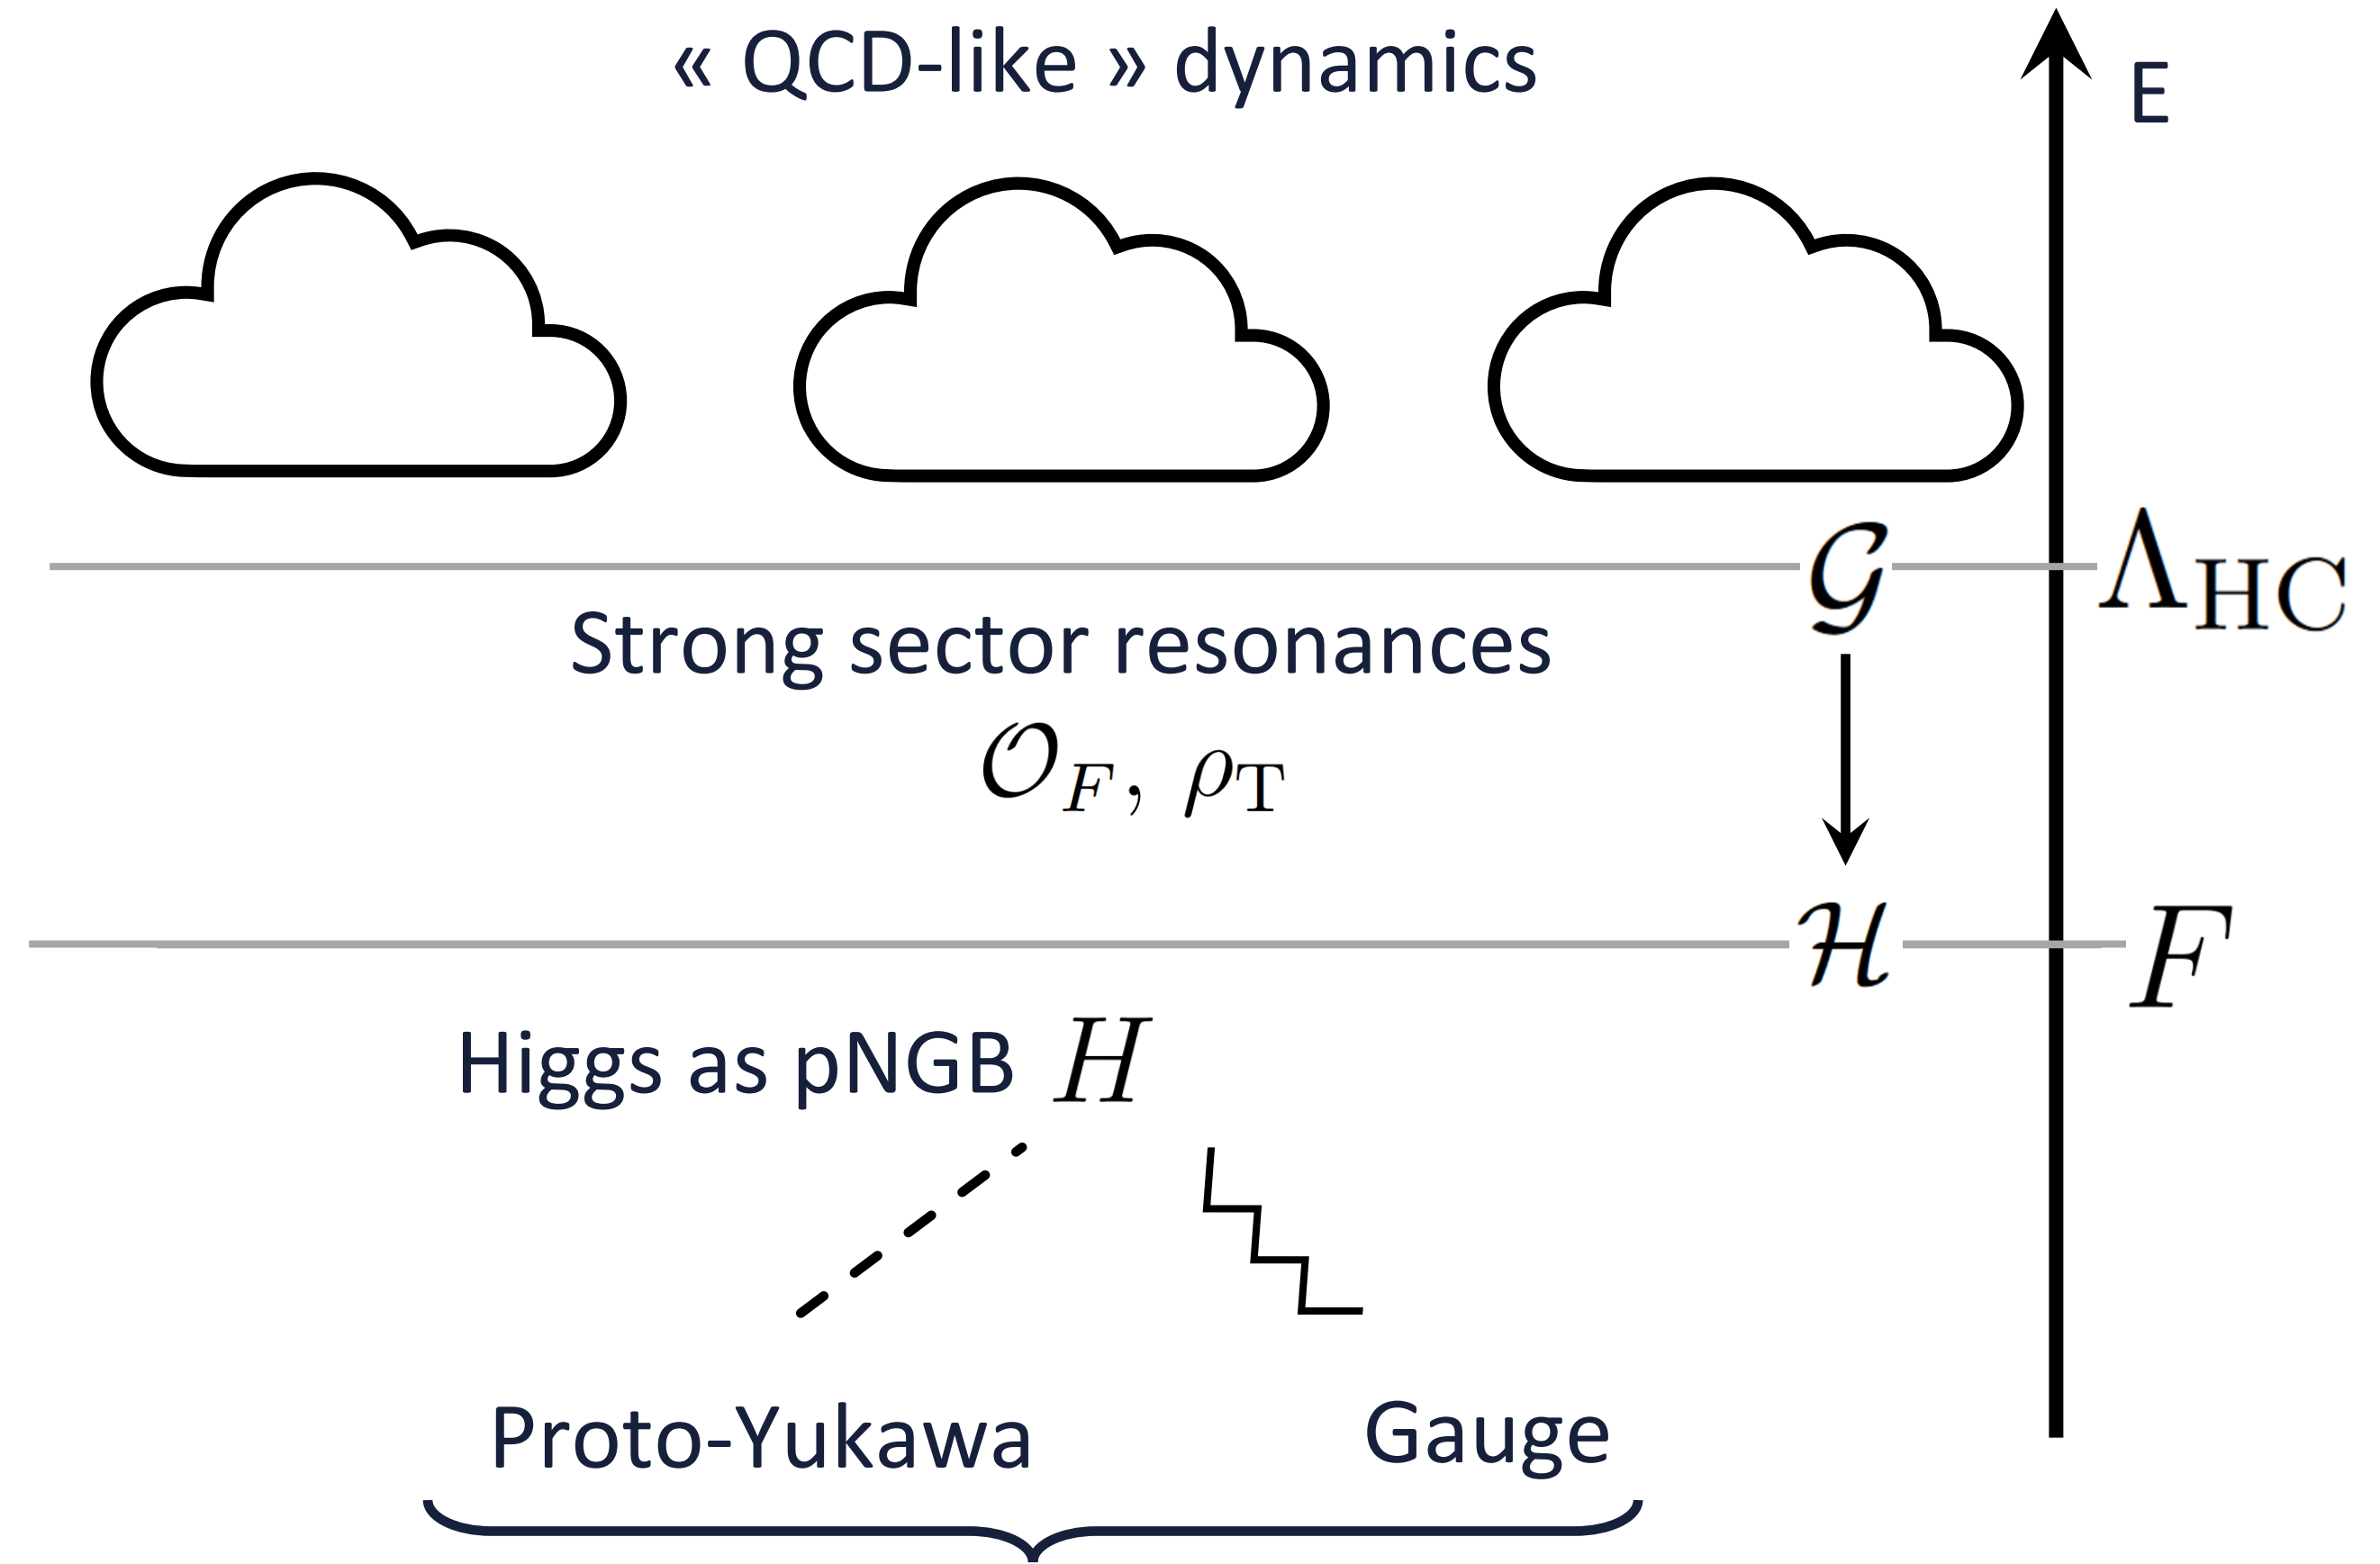 « QCD-like » dynamics
E
𝒢
Λ_HC
Strong sector resonances
𝒪_F, ρ_T
ℋ
F
Higgs as pNGB H
Proto-Yukawa Gauge